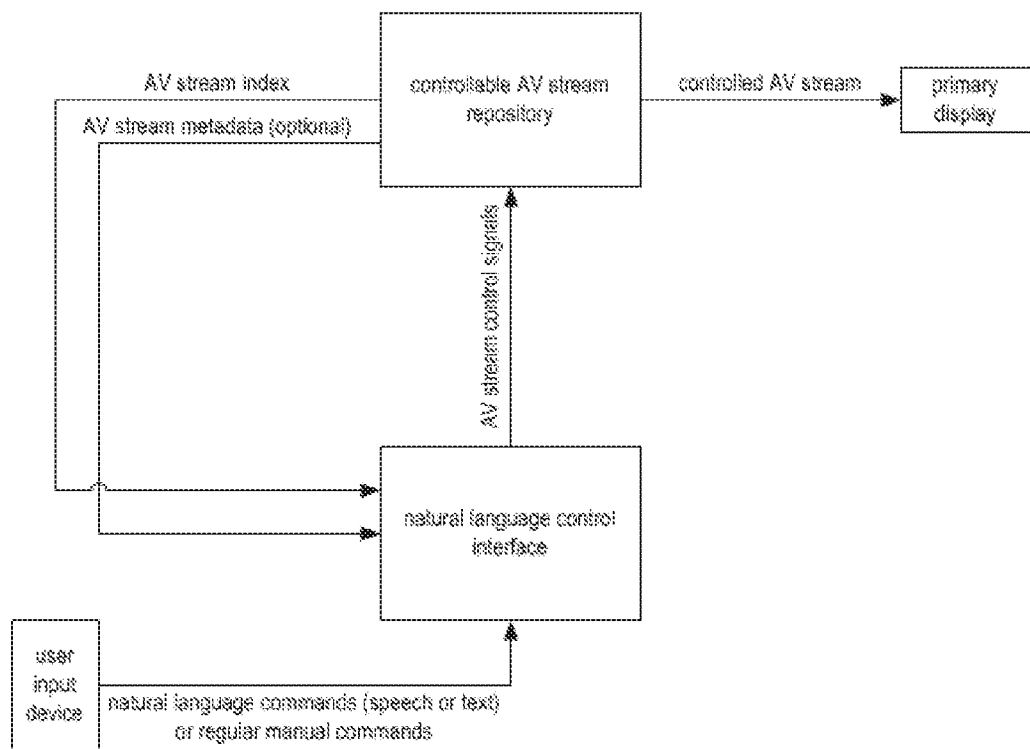 AV stream index
AV stream metadata (optional)
controllable AV stream
repository
controlled AV stream
primary
display
AV stream control signals
natural language control
interface
user
input
device
natural language commands (speech or text)
or regular manual commands